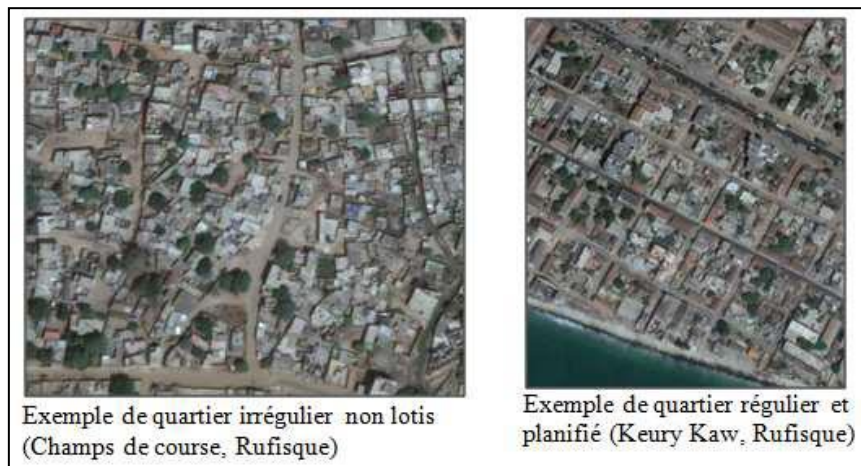 Exemple de quartier irrégulier non lotis
(Champs de course, Rufisque)
Exemple de quartier régulier et
planifié (Keury Kaw, Rufisque)